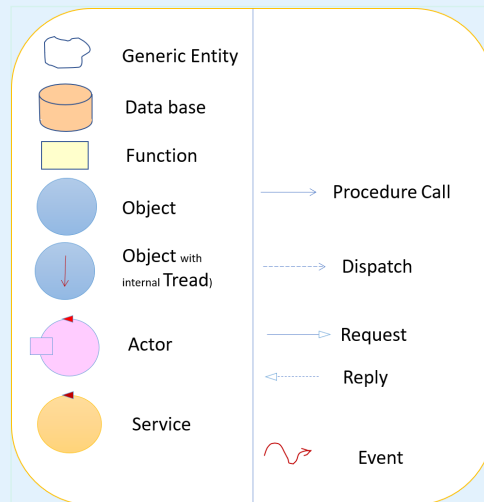 Generic Entity
Data base
Function
Object
Object with
internal Tread)
Actor
Service
Procedure Call
Dispatch
Request
Reply
Event